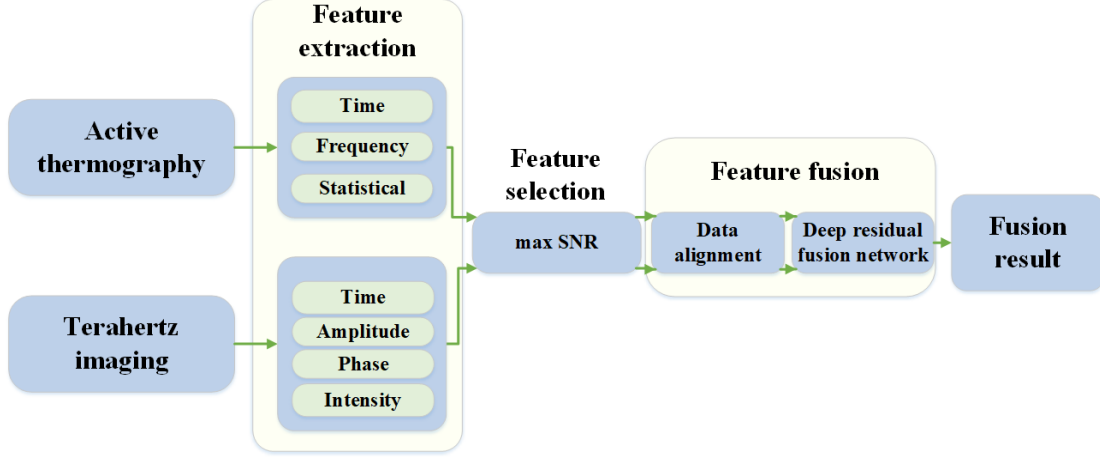 Feature
extraction
Active
thermography
Time
Frequency
Statistical
Terahertz
imaging
Time
Amplitude
Phase
Intensity
Feature
selection
max SNR
Feature fusion
Data
alignment
Deep residual
fusion network
Fusion
result